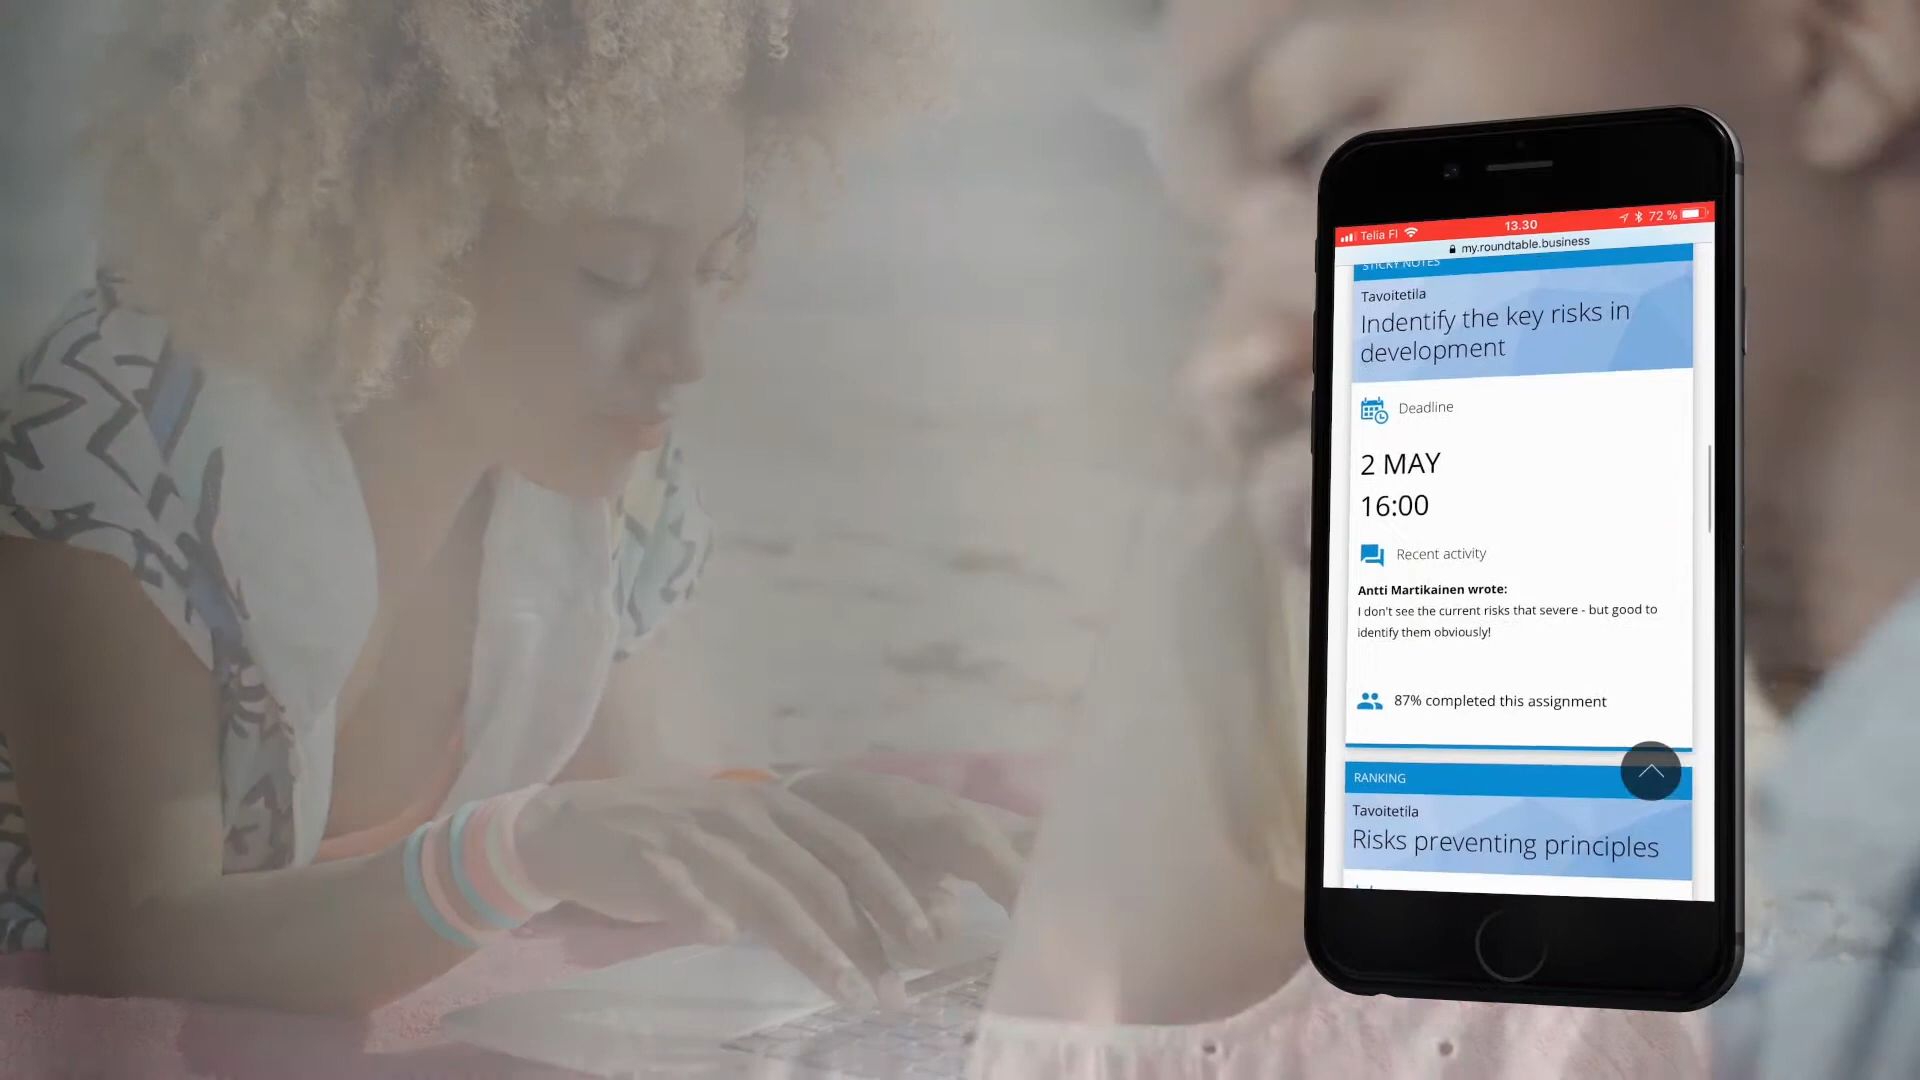 Telia FI
13.30
72 %
my.roundtable.business
STICKY NOTES
Tavoitetila
Indentify the key risks in
development
Deadline
2 MAY
16:00
Recent activity
Antti Martikainen wrote:
I don't see the current risks that severe - but good to
identify them obviously!
87% completed this assignment
RANKING
Tavoitetila
Risks preventing principles